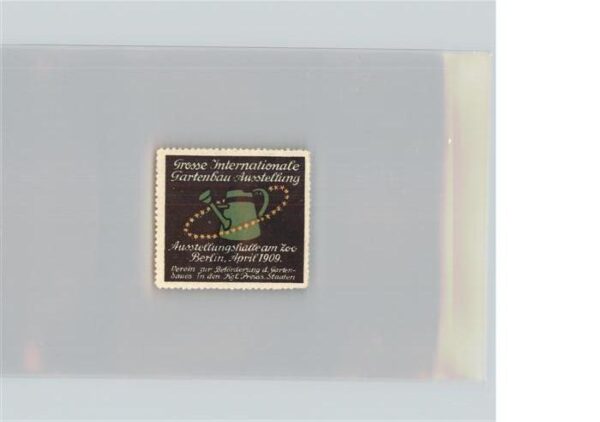 Grosse Internationale
Gartenbau Ausstellung
Ausstellungshalle am Zoo
Berlin, April 1909.
Verein zur Beförderung d. Garten-
baues in den Kgl. Preuss. Staaten